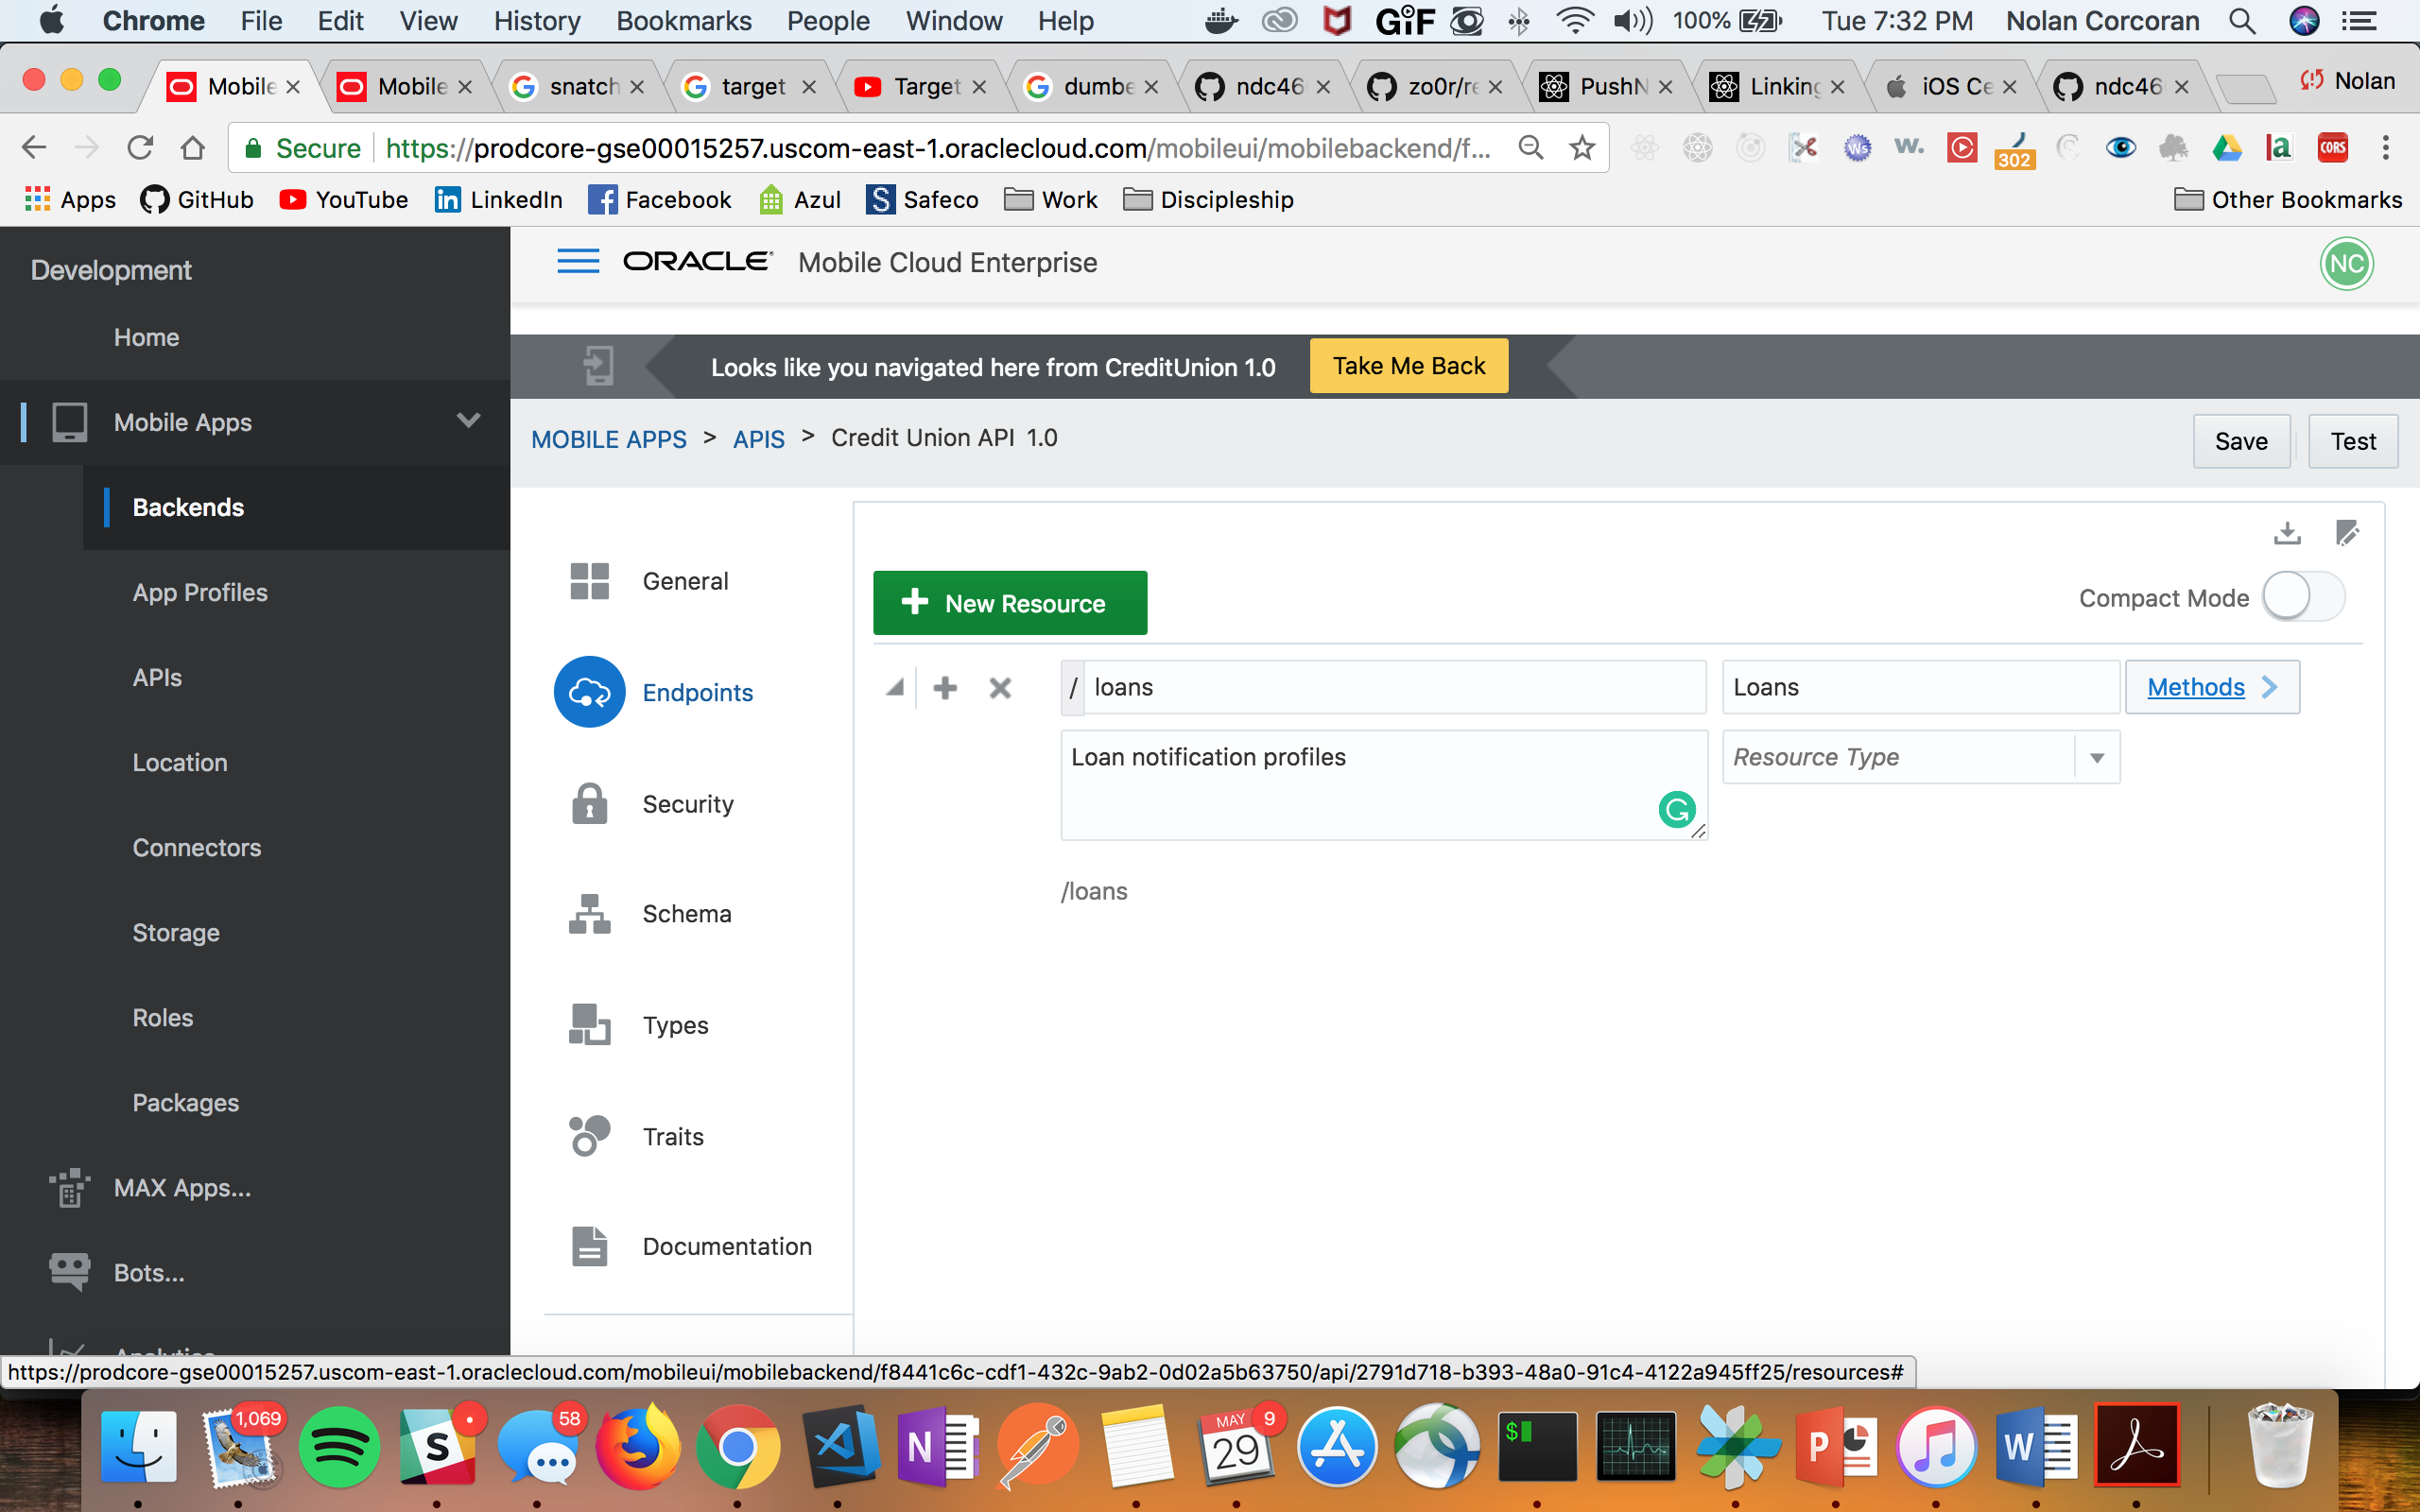 Chrome File Edit View History Bookmarks People Window Help GIF 100% Tue 7:32 PM Nolan Corcoran
Mobile Mobile snatch target Target dumbe ndc46 zo0r/re PushN Linking iOS Ce ndc46 Nolan
Secure https://prodcore-gse00015257.uscom-east-1.oraclecloud.com/mobileui/mobilebackend/f... Ws w. 302 la CORS
Apps GitHub YouTube LinkedIn Facebook Azul S Safeco Work Discipleship Other Bookmarks
Development
Home
Mobile Apps
Backends
App Profiles
APIs
Location
Connectors
Storage
Roles
Packages
MAX Apps...
Bots...
ORACLE Mobile Cloud Enterprise NC
Looks like you navigated here from CreditUnion 1.0 Take Me Back
MOBILE APPS > APIS > Credit Union API 1.0 Save Test
General
Endpoints
Security
Schema
Types
Traits
Documentation
New Resource Compact Mode
/ loans Loans Methods
Loan notification profiles Resource Type
/loans
https://prodcore-gse00015257.uscom-east-1.oraclecloud.com/mobileui/mobilebackend/f8441c6c-cdf1-432c-9ab2-0d02a5b63750/api/2791d718-b393-48a0-91c4-4122a945ff25/resources#
1,069 S 58 N MAY 29 9 $ P W